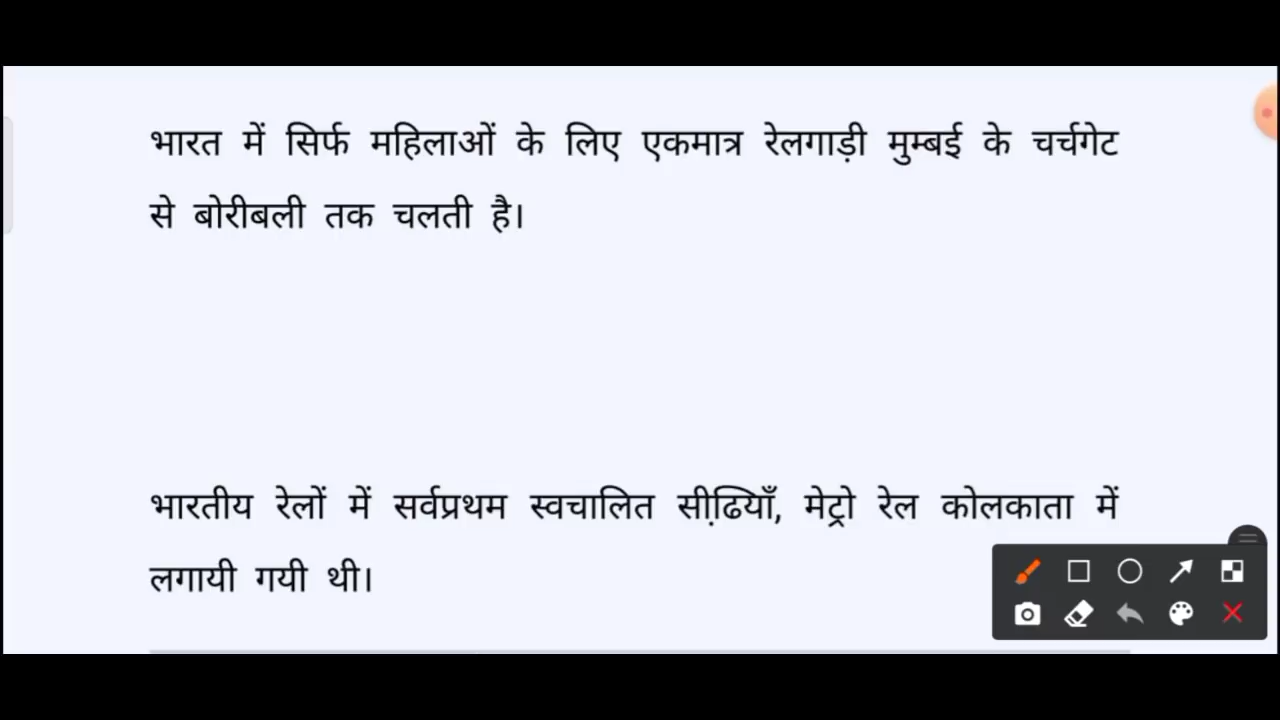 भारत में सिर्फ महिलाओं के लिए एकमात्र रेलगाड़ी मुम्बई के चर्चगेट
से बोरीबली तक चलती है।
भारतीय रेलों में सर्वप्रथम स्वचालित सीढ़ियाँ, मेट्रो रेल कोलकाता में
लगायी गयी थी।